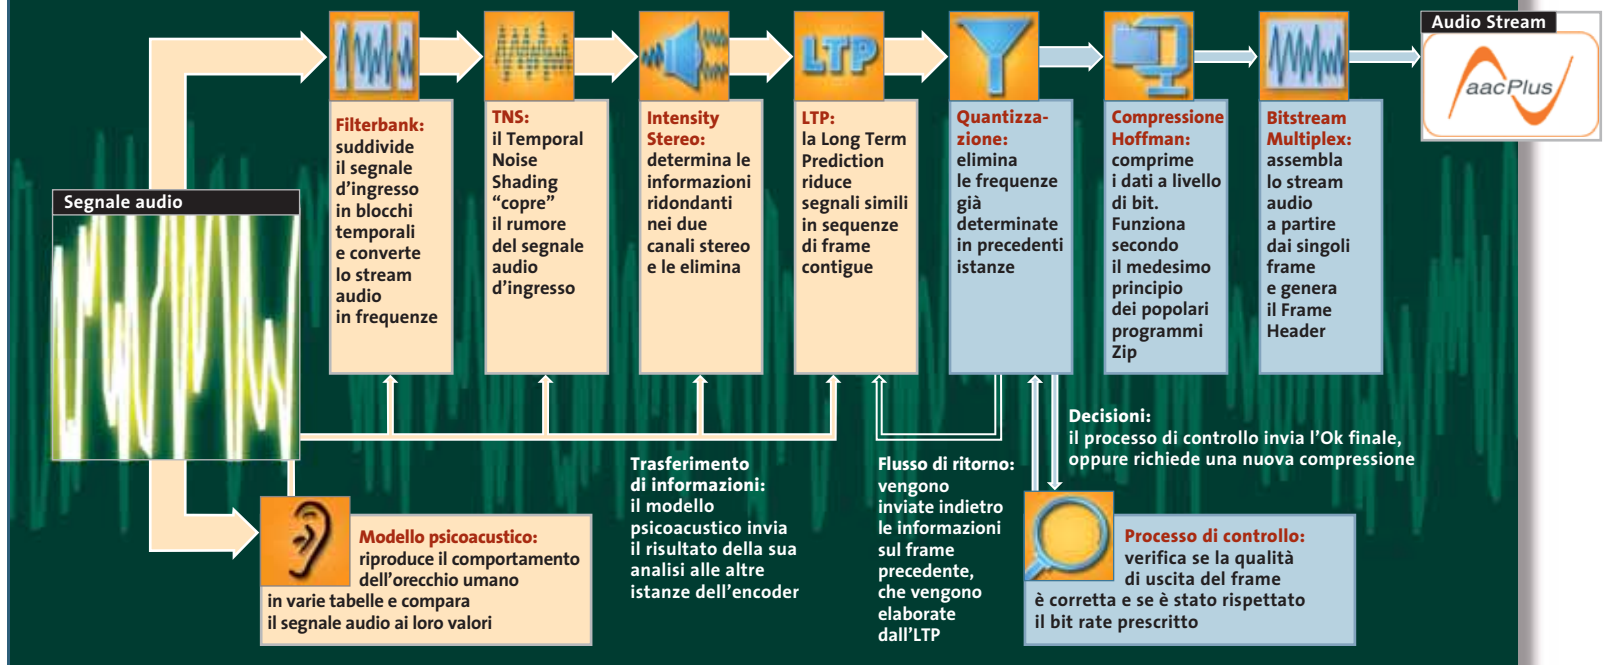 Audio Stream
aacPlus
LTP
Segnale audio
Filterbank:
suddivide
il segnale
d’ingresso
in blocchi
temporali
e converte
lo stream
audio
in frequenze
TNS:
il Temporal
Noise
Shading
“copre”
il rumore
del segnale
audio
d’ingresso
Intensity
Stereo:
determina le
informazioni
ridondanti
nei due
canali stereo
e le elimina
LTP:
la Long Term
Prediction
riduce
segnali simili
in sequenze
di frame
contigue
Quantizza-
zione:
elimina
le frequenze
già
determinate
in precedenti
istanze
Compressione
Hoffman:
comprime
i dati a livello
di bit.
Funziona
secondo
il medesimo
principio
dei popolari
programmi
Zip
Bitstream
Multiplex:
assembla
lo stream
audio
a partire
dai singoli
frame
e genera
il Frame
Header
Modello psicoacustico:
riproduce il comportamento
dell’orecchio umano
in varie tabelle e compara
il segnale audio ai loro valori
Trasferimento
di informazioni:
il modello
psicoacustico invia
il risultato della sua
analisi alle altre
istanze dell’encoder
Flusso di ritorno:
vengono
inviate indietro
le informazioni
sul frame
precedente,
che vengono
elaborate
dall’LTP
Decisioni:
il processo di controllo invia l’Ok finale,
oppure richiede una nuova compressione
Processo di controllo:
verifica se la qualità
di uscita del frame
è corretta e se è stato rispettato
il bit rate prescritto